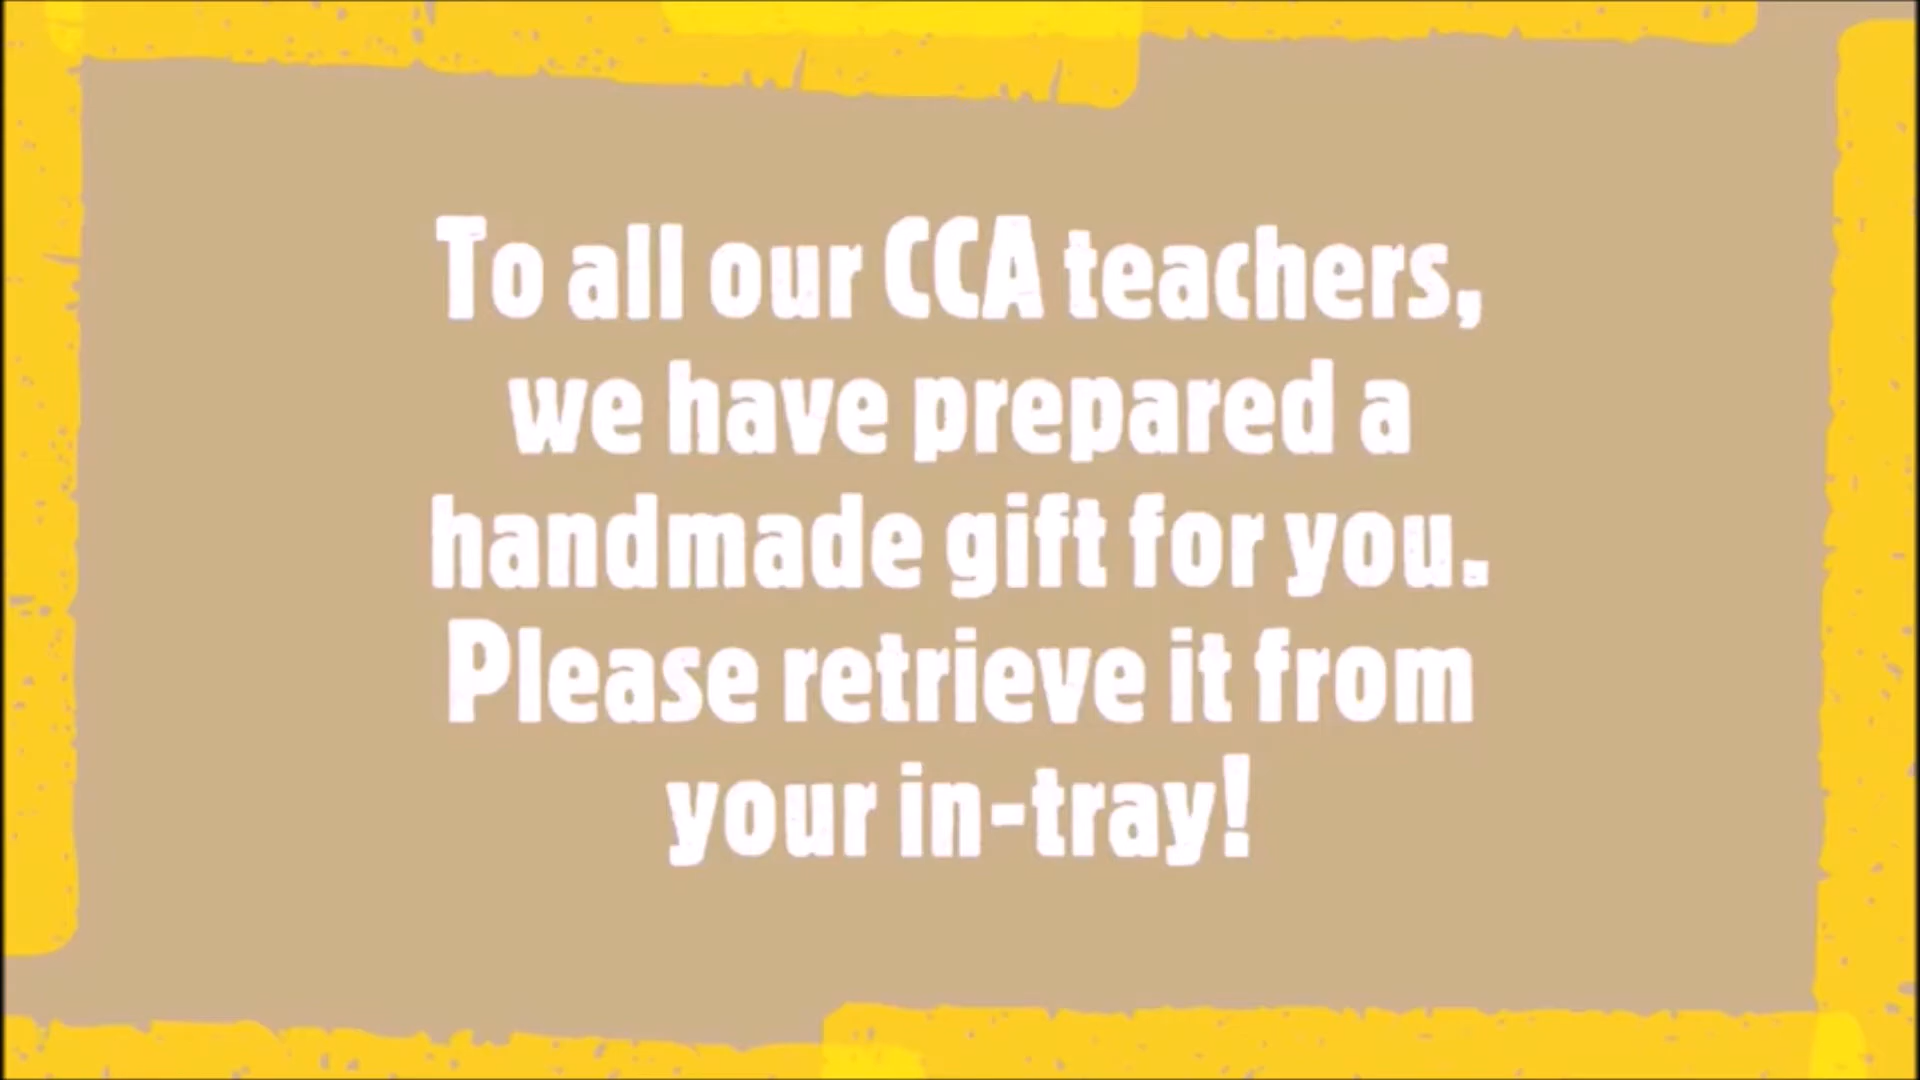 To all our CCA teachers,
we have prepared a
handmade gift for you.
Please retrieve it from
your in-tray!